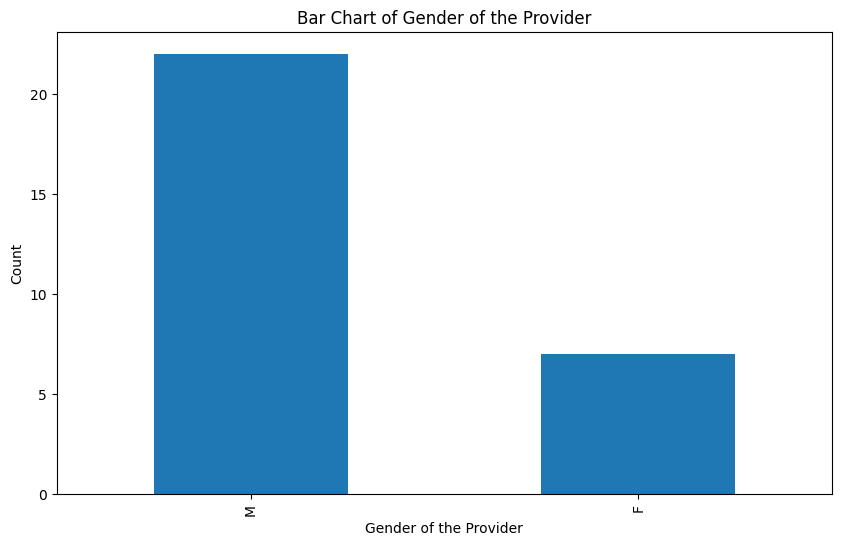 Bar Chart of Gender of the Provider
20
15
10
5
0
Count
M
F
Gender of the Provider